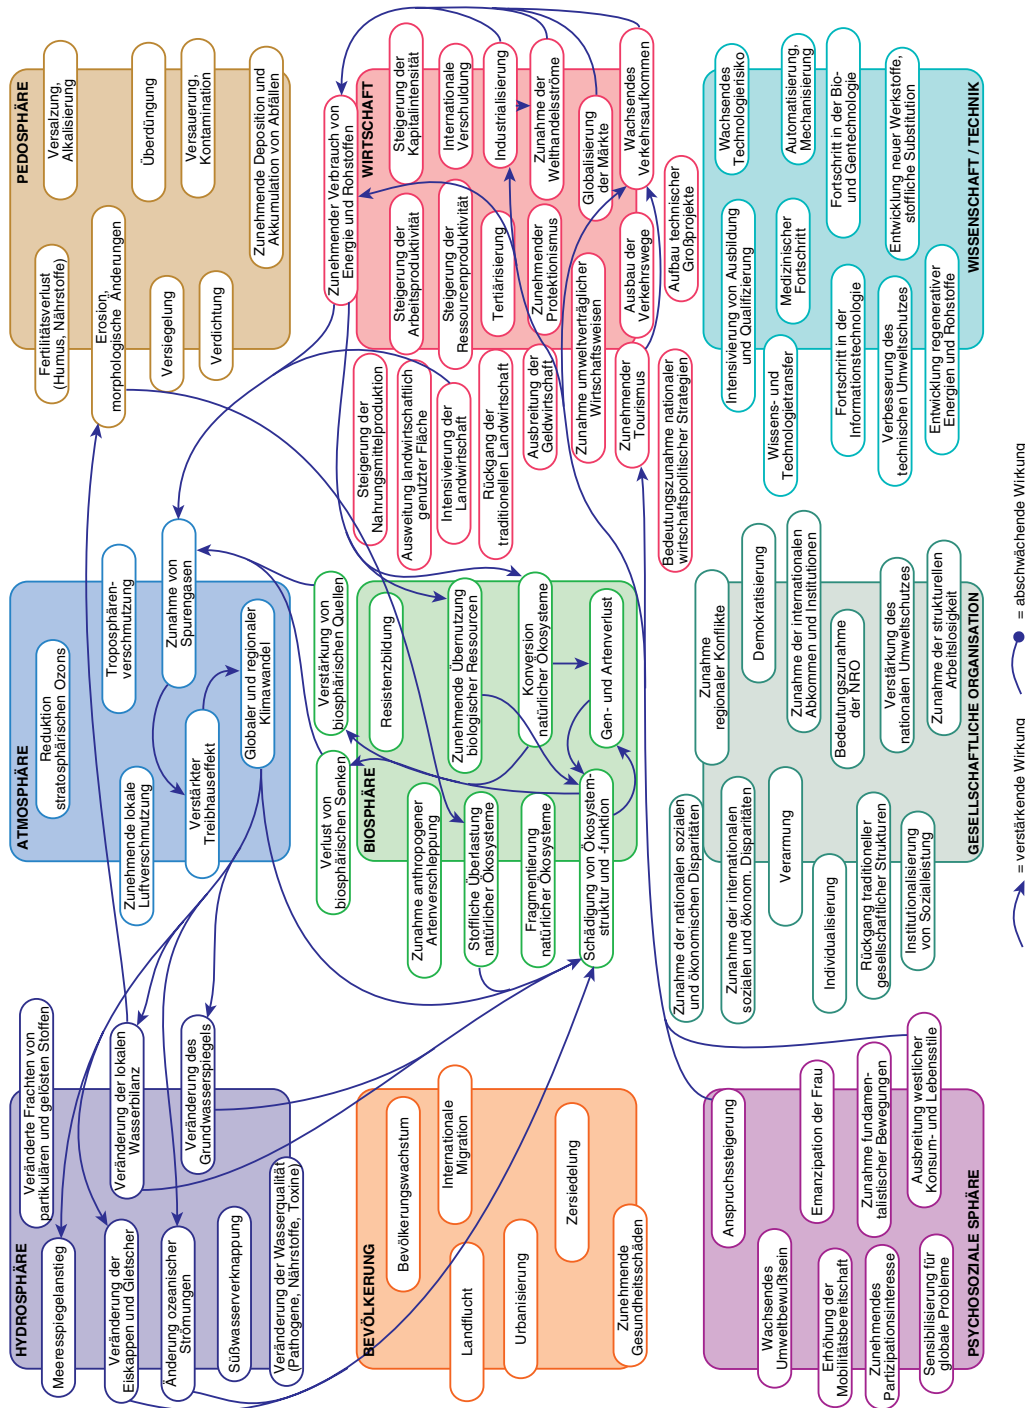 HYDROSPHÄRE
Veränderte Frachten von
partikulären und gelösten Stoffen
Meeresspiegelanstieg
Veränderung der lokalen
Wasserbilanz
Veränderung der
Eiskappen und Gletscher
Änderung ozeanischer
Strömungen
Veränderung des
Grundwasserspiegels
Süßwasserverknappung
Veränderung der Wasserqualität
(Pathogene, Nährstoffe, Toxine)
ATMOSPHÄRE
Reduktion
stratosphärischen Ozons
Troposphären-
verschmutzung
Zunehmende lokale
Luftverschmutzung
Zunahme von
Spurengasen
Verstärkter
Treibhauseffekt
Globaler und regionaler
Klimawandel
PEDOSPHÄRE
Versalzung,
Alkalisierung
Fertilitätsverlust
(Humus, Nährstoffe)
Erosion,
morphologische Änderungen
Überdüngung
Versiegelung
Versauerung,
Kontamination
Verdichtung
Zunehmende Deposition und
Akkumulation von Abfällen
BEVÖLKERUNG
Bevölkerungswachstum
Internationale
Migration
Landflucht
Urbanisierung
Zersiedelung
Zunehmende
Gesundheitsschäden
BIOSPHÄRE
Verlust von
biosphärischen Senken
Verstärkung von
biosphärischen Quellen
Resistenzbildung
Zunahme anthropogener
Artenverschleppung
Zunehmende Übernutzung
biologischer Ressourcen
Stoffliche Überlastung
natürlicher Ökosysteme
Konversion
natürlicher Ökosysteme
Fragmentierung
natürlicher Ökosysteme
Gen- und Artenverlust
Schädigung von Ökosystem-
struktur und -funktion
WIRTSCHAFT
Zunehmender Verbrauch von
Energie und Rohstoffen
Steigerung der
Nahrungsmittelproduktion
Steigerung der
Arbeitsproduktivität
Steigerung der
Kapitalintensität
Ausweitung landwirtschaftlich
genutzter Fläche
Steigerung der
Ressourcenproduktivität
Internationale
Verschuldung
Intensivierung der
Landwirtschaft
Tertiärisierung
Industrialisierung
Rückgang der
traditionellen Landwirtschaft
Zunehmender
Protektionismus
Zunahme der
Welthandelsströme
Ausbreitung der
Geldwirtschaft
Zunahme umweltverträglicher
Wirtschaftsweisen
Globalisierung
der Märkte
Zunehmender
Tourismus
Ausbau der
Verkehrswege
Wachsendes
Verkehrsaufkommen
Bedeutungszunahme nationaler
wirtschaftspolitischer Strategien
Aufbau technischer
Großprojekte
PSYCHOSOZIALE SPHÄRE
Anspruchssteigerung
Wachsendes
Umweltbewußtsein
Emanzipation der Frau
Erhöhung der
Mobilitätsbereitschaft
Zunahme fundamen-
talistischer Bewegungen
Zunehmendes
Partizipationsinteresse
Ausbreitung westlicher
Konsum- und Lebensstile
Sensibilisierung für
globale Probleme
GESELLSCHAFTLICHE ORGANISATION
Zunahme der nationalen sozialen
und ökonomischen Disparitäten
Zunahme
regionaler Konflikte
Zunahme der internationalen
sozialen und ökonom. Disparitäten
Demokratisierung
Verarmung
Zunahme der internationalen
Abkommen und Institutionen
Individualisierung
Bedeutungszunahme
der NRO
Rückgang traditioneller
gesellschaftlicher Strukturen
Verstärkung des
nationalen Umweltschutzes
Institutionalisierung
von Sozialleistung
Zunahme der strukturellen
Arbeitslosigkeit
WISSENSCHAFT / TECHNIK
Intensivierung von Ausbildung
und Qualifizierung
Wachsendes
Technologierisiko
Wissens- und
Technologietransfer
Medizinischer
Fortschritt
Automatisierung,
Mechanisierung
Fortschritt in der
Informationstechnologie
Fortschritt in der Bio-
und Gentechnologie
Verbesserung des
technischen Umweltschutzes
Entwicklung neuer Werkstoffe,
stoffliche Substitution
Entwicklung regenerativer
Energien und Rohstoffe
= verstärkende Wirkung
= abschwächende Wirkung